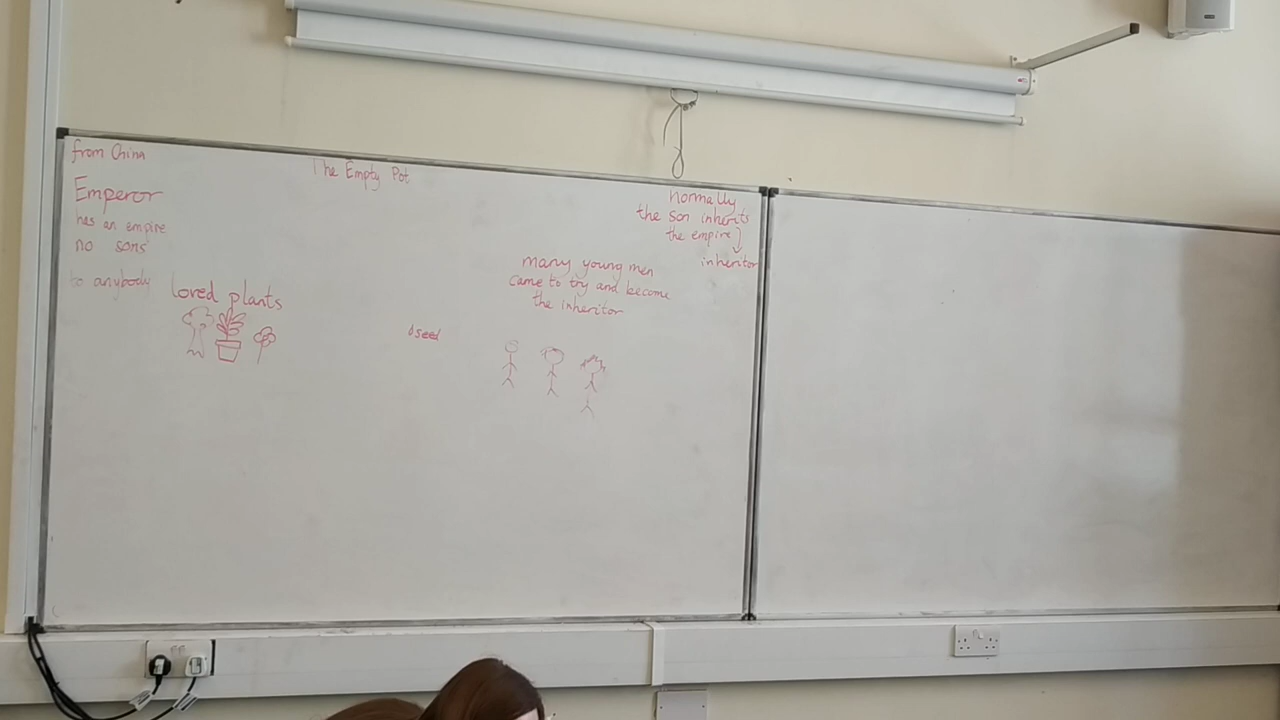 from China
The Empty Pot
Emperor
has an empire
no sons
to anybody
loved plants
seed
many young men
came to try and become
the inheritor
normally
the son inherits
the empire
inheritor